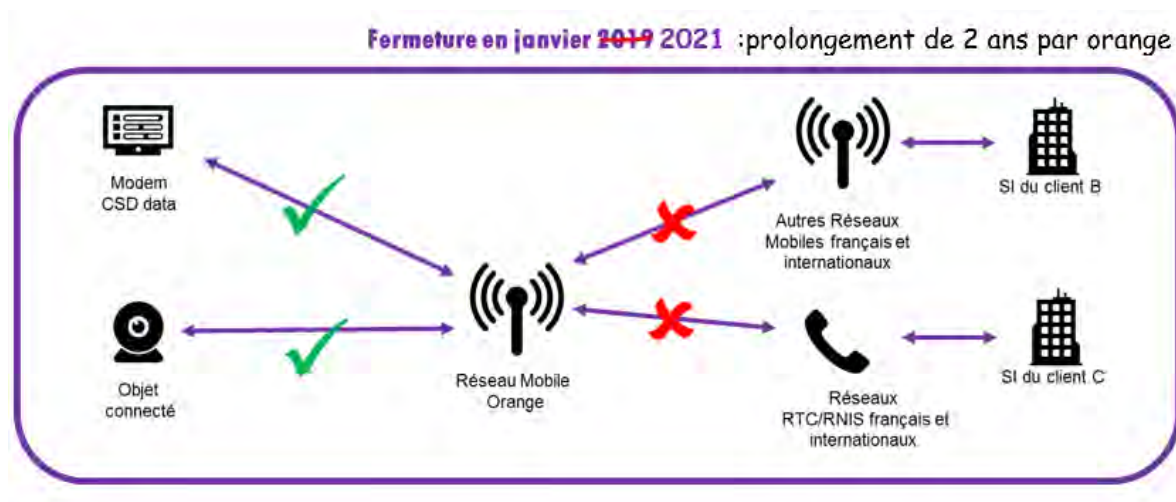 Fermeture en janvier 2019 2021 :prolongement de 2 ans par orange
Modem
CSD data
Objet
connecté
Réseau Mobile
Orange
Autres Réseaux
Mobiles français et
internationaux
SI du client B
Réseaux
RTC/RNIS français et
internationaux
SI du client C